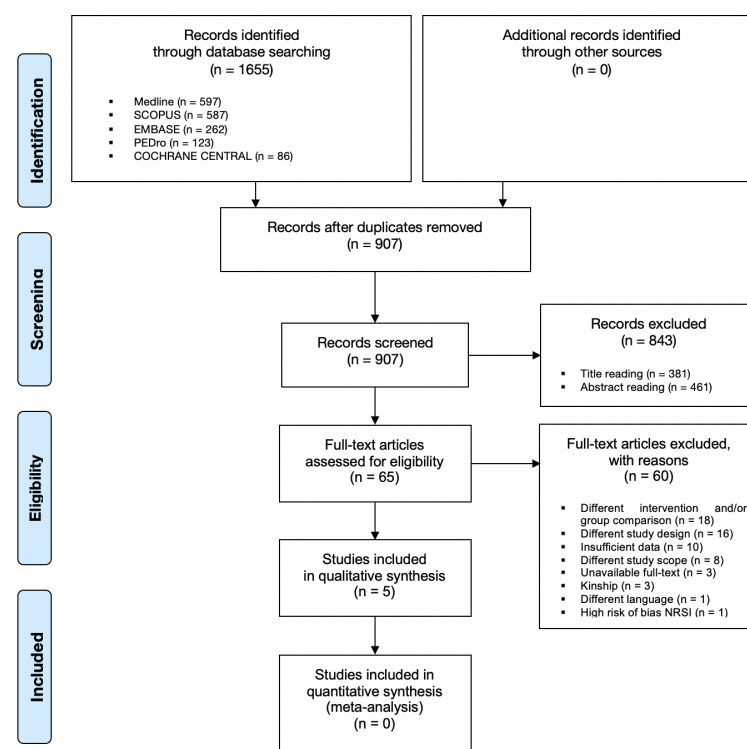 Identification
Records identified
through database searching
(n = 1655)
▪ Medline (n = 597)
▪ SCOPUS (n = 587)
▪ EMBASE (n = 262)
▪ PEDro (n = 123)
▪ COCHRANE CENTRAL (n = 86)
Additional records identified
through other sources
(n = 0)
Records after duplicates removed
(n = 907)
Screening
Records screened
(n = 907)
Records excluded
(n = 843)
▪ Title reading (n = 381)
▪ Abstract reading (n = 461)
Eligibility
Full-text articles
assessed for eligibility
(n = 65)
Full-text articles excluded,
with reasons
(n = 60)
▪ Different intervention and/or
group comparison (n = 18)
▪ Different study design (n = 16)
▪ Insufficient data (n = 10)
▪ Different study scope (n = 8)
▪ Unavailable full-text (n = 3)
▪ Kinship (n = 3)
▪ Different language (n = 1)
▪ High risk of bias NRSI (n = 1)
Studies included
in qualitative synthesis
(n = 5)
Included
Studies included in
quantitative synthesis
(meta-analysis)
(n = 0)